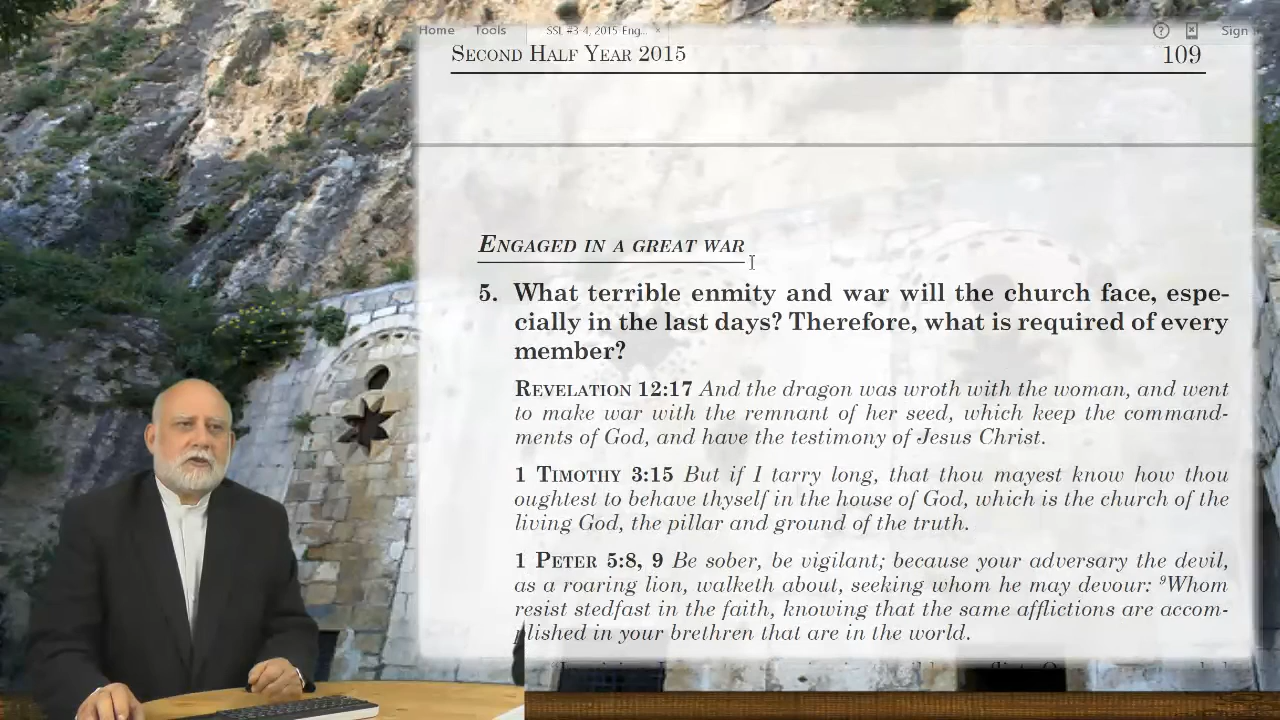 Home Tools SSL #3-4, 2015 Eng... × ? Sign
SECOND HALF YEAR 2015 109
ENGAGED IN A GREAT WAR
5. What terrible enmity and war will the church face, espe-
cially in the last days? Therefore, what is required of every
member?
REVELATION 12:17 And the dragon was wroth with the woman, and went
to make war with the remnant of her seed, which keep the command-
ments of God, and have the testimony of Jesus Christ.
1 TIMOTHY 3:15 But if I tarry long, that thou mayest know how thou
oughtest to behave thyself in the house of God, which is the church of the
living God, the pillar and ground of the truth.
1 PETER 5:8, 9 Be sober, be vigilant; because your adversary the devil,
as a roaring lion, walketh about, seeking whom he may devour: ⁹Whom
resist stedfast in the faith, knowing that the same afflictions are accom-
plished in your brethren that are in the world.